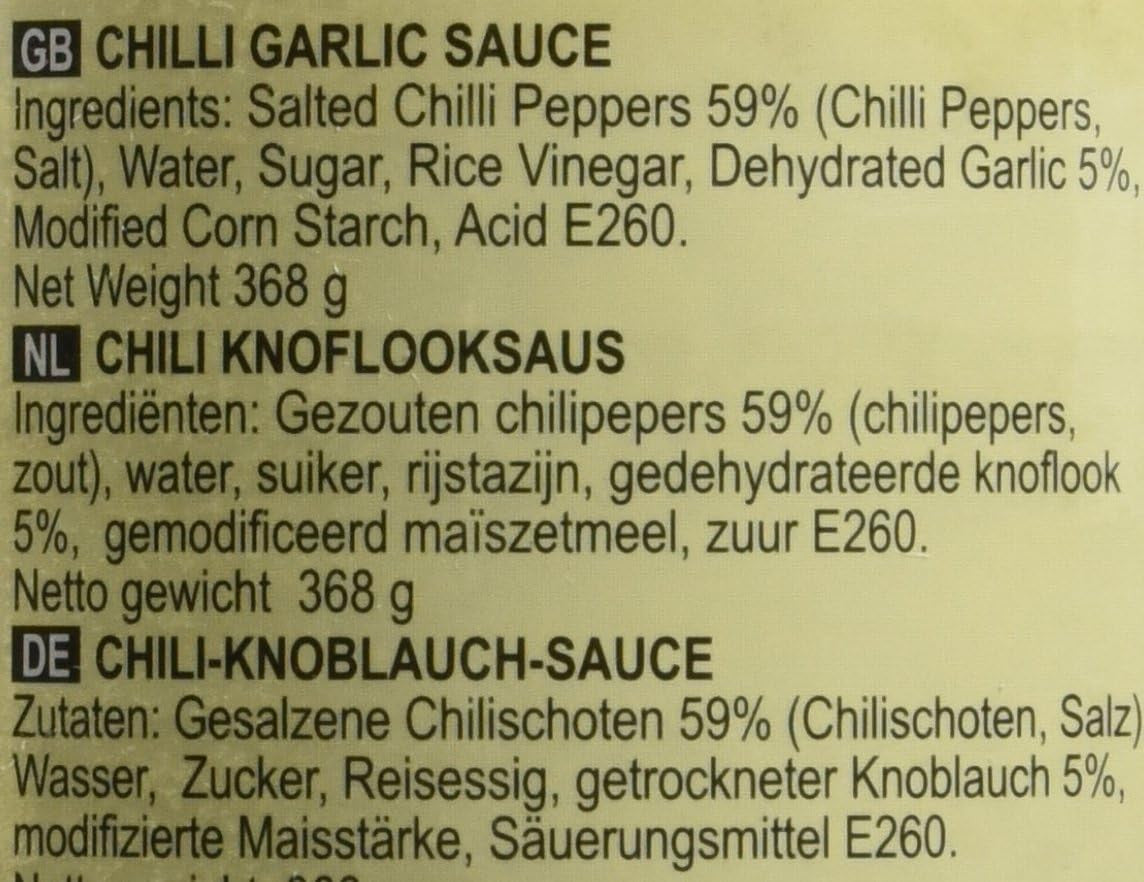 GB CHILLI GARLIC SAUCE
Ingredients: Salted Chilli Peppers 59% (Chilli Peppers,
Salt), Water, Sugar, Rice Vinegar, Dehydrated Garlic 5%,
Modified Corn Starch, Acid E260.
Net Weight 368 g
NL CHILI KNOFLOOKSAUS
Ingrediënten: Gezouten chilipepers 59% (chilipepers,
zout), water, suiker, rijstazijn, gedehydrateerde knoflook
5%, gemodificeerd maïszetmeel, zuur E260.
Netto gewicht 368 g
DE CHILI-KNOBLAUCH-SAUCE
Zutaten: Gesalzene Chilischoten 59% (Chilischoten, Salz)
Wasser, Zucker, Reisessig, getrockneter Knoblauch 5%,
modifizierte Maisstärke, Säuerungsmittel E260.